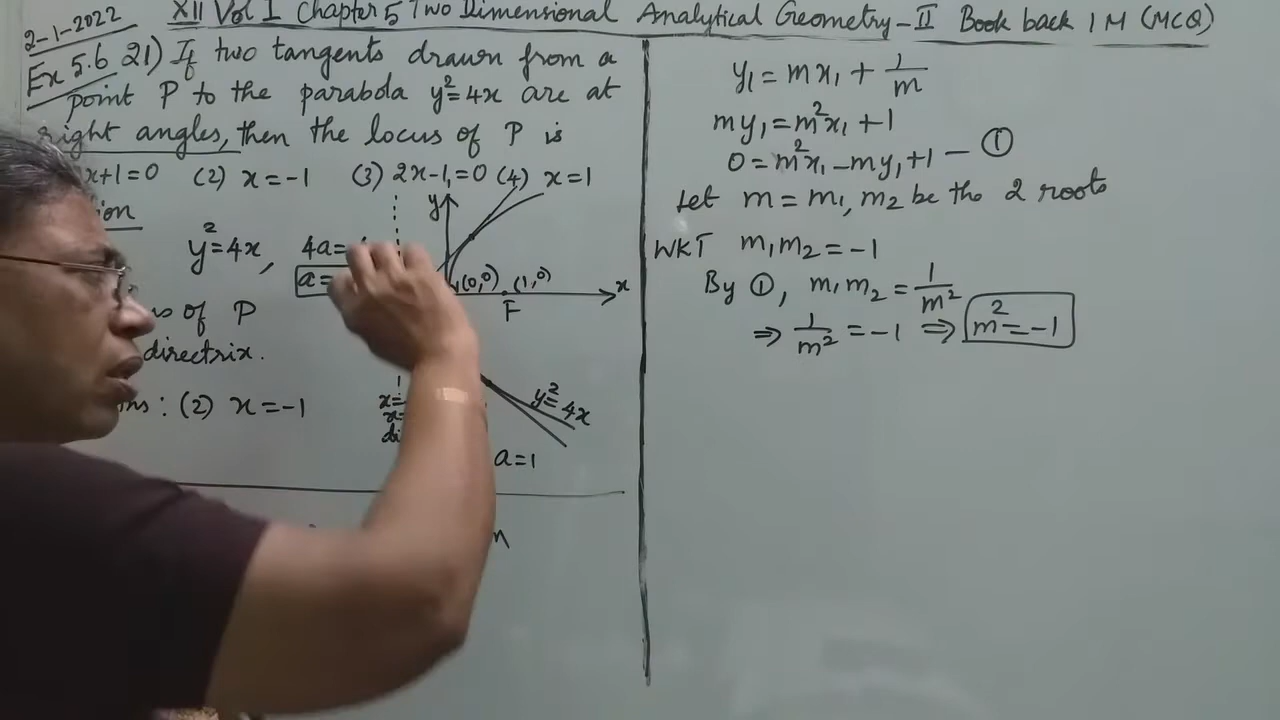 XII Vol I Chapter 5 Two Dimensional Analytical Geometry-II Book back 1M (MCQ)
2-1-2022
Ex 5.6 21) If two tangents drawn from a
point P to the parabola y²=4x are at
right angles, then the locus of P is
x+1=0 (2) x=-1 (3) 2x-1=0 (4) x=1
y²=4x, 4a=
a=
of P
directrix.
: (2) x=-1
y
(0,0) (1,0) x
F
x=
x=
di
y²=4x
a=1
y₁=mx₁+1/m
my₁=m²x₁+1
0=m²x₁-my₁+1 - ①
Let m=m₁,m₂ be the 2 roots
WKT m₁m₂=-1
By ①, m₁m₂=1/m²
⇒ 1/m²=-1 ⇒ m²=-1